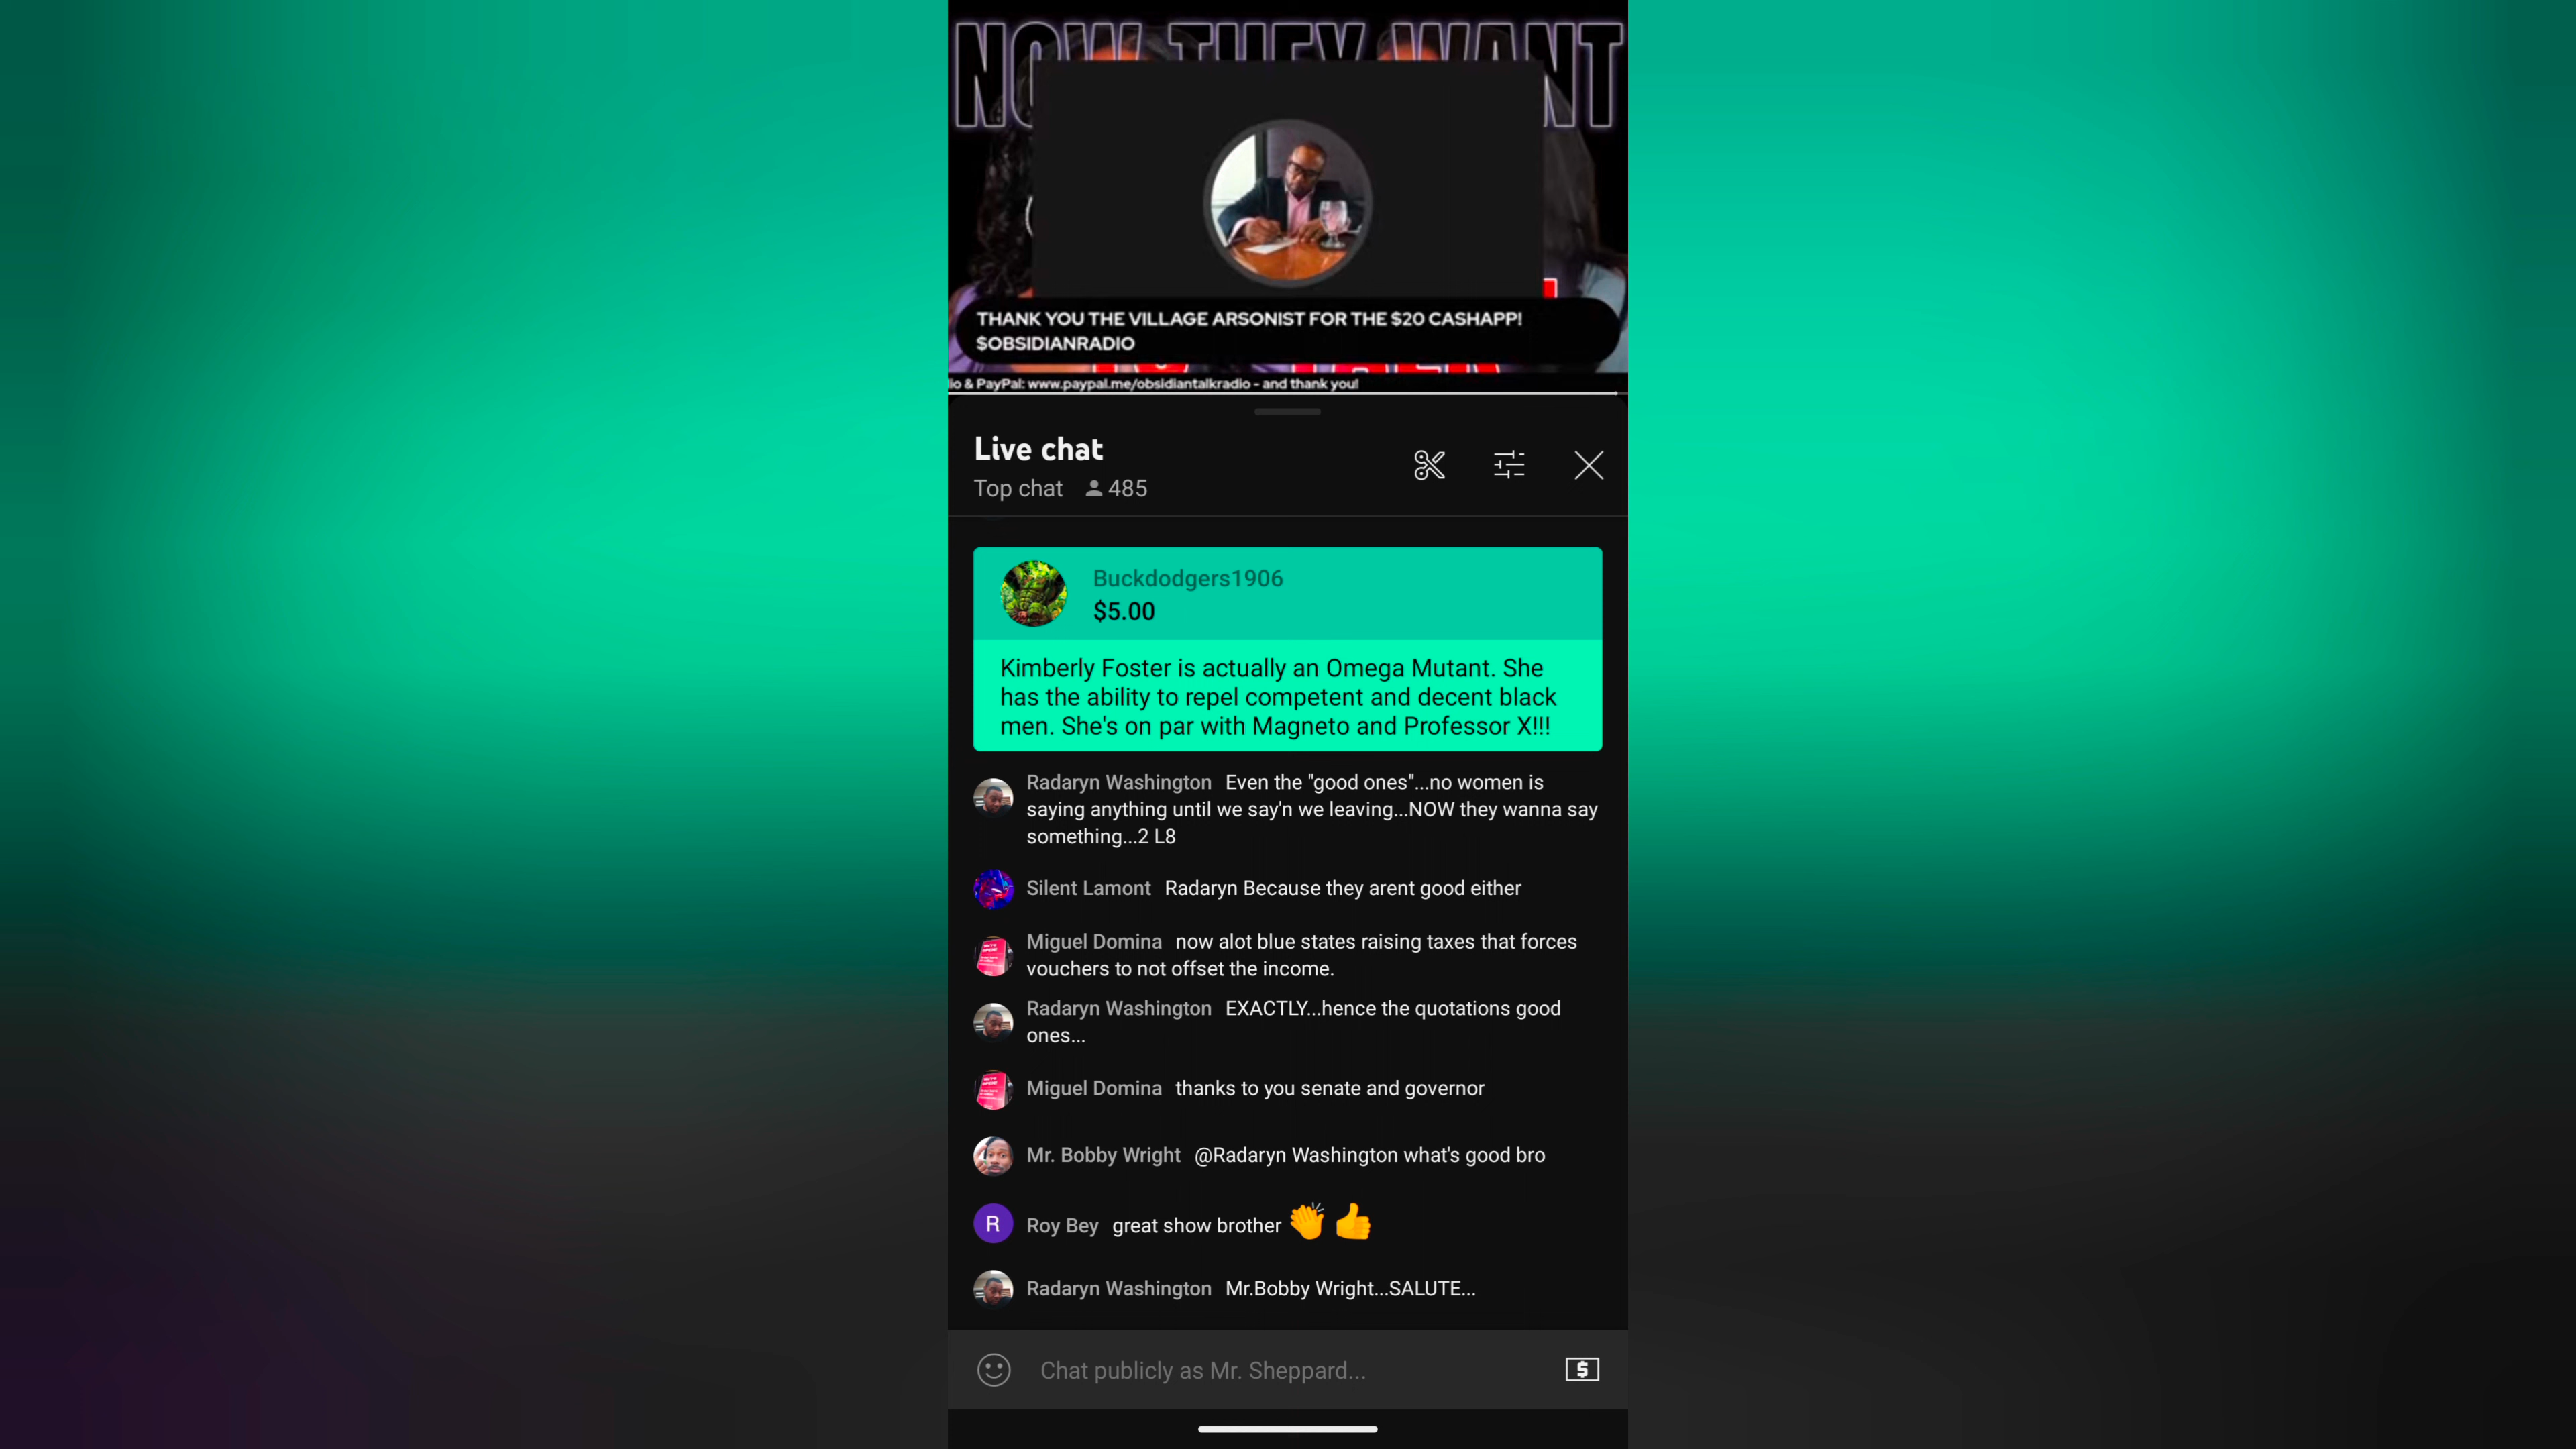 NOW THEY WANT
THANK YOU THE VILLAGE ARSONIST FOR THE $20 CASHAPP!
$OBSIDIANRADIO
io & PayPal: www.paypal.me/obsidiantalkradio - and thank you!
Live chat
Top chat 485
Buckdodgers1906
$5.00
Kimberly Foster is actually an Omega Mutant. She
has the ability to repel competent and decent black
men. She's on par with Magneto and Professor X!!!
Radaryn Washington Even the "good ones"...no women is
saying anything until we say'n we leaving...NOW they wanna say
something...2 L8
Silent Lamont Radaryn Because they arent good either
Miguel Domina now alot blue states raising taxes that forces
vouchers to not offset the income.
Radaryn Washington EXACTLY...hence the quotations good
ones...
Miguel Domina thanks to you senate and governor
Mr. Bobby Wright @Radaryn Washington what's good bro
R Roy Bey great show brother 👏 👍
Radaryn Washington Mr.Bobby Wright...SALUTE...
Chat publicly as Mr. Sheppard...